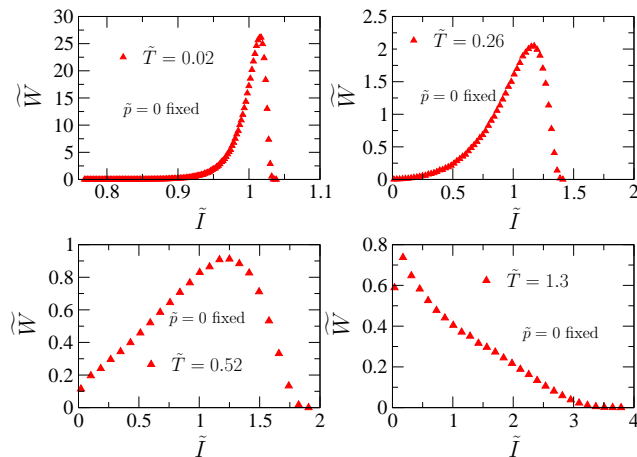 30
25
20
15
10
5
0
W̃
T̃ = 0.02
p̃ = 0 fixed
0.8 0.9 1 1.1
Ĩ
2.5
2
1.5
1
0.5
0
W̃
T̃ = 0.26
p̃ = 0 fixed
0 0.5 1 1.5 2
Ĩ
1
0.8
0.6
0.4
0.2
0
W̃
p̃ = 0 fixed
T̃ = 0.52
0 0.5 1 1.5 2
Ĩ
0.8
0.6
0.4
0.2
0
W̃
T̃ = 1.3
p̃ = 0 fixed
0 1 2 3 4
Ĩ